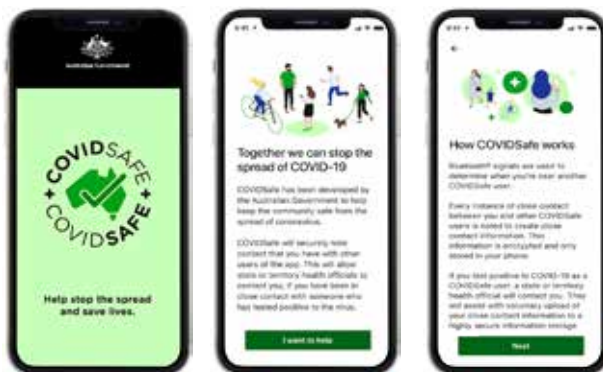 Australian Government
COVIDSAFE
COVIDSAFE
Help stop the spread
and save lives.
Together we can stop the
spread of COVID-19
COVIDSafe has been developed by
the Australian Government to help
keep the community safe from the
spread of coronavirus.
COVIDSafe will securely note
contact that you have with other
users of the app. This will allow
state or territory health officials to
contact you, if you have been in
close contact with someone who
has tested positive to the virus.
I want to help
How COVIDSafe works
Bluetooth® signals are used to
determine when you're near another
COVIDSafe user.
Every instance of close contact
between you and other COVIDSafe
users is noted to create close
contact information. This
information is encrypted and only
stored in your phone.
If you test positive to COVID-19 as a
COVIDSafe user, a state or territory
health official will contact you. They
will assist with voluntary upload of
your close contact information to a
highly secure information storage
Next